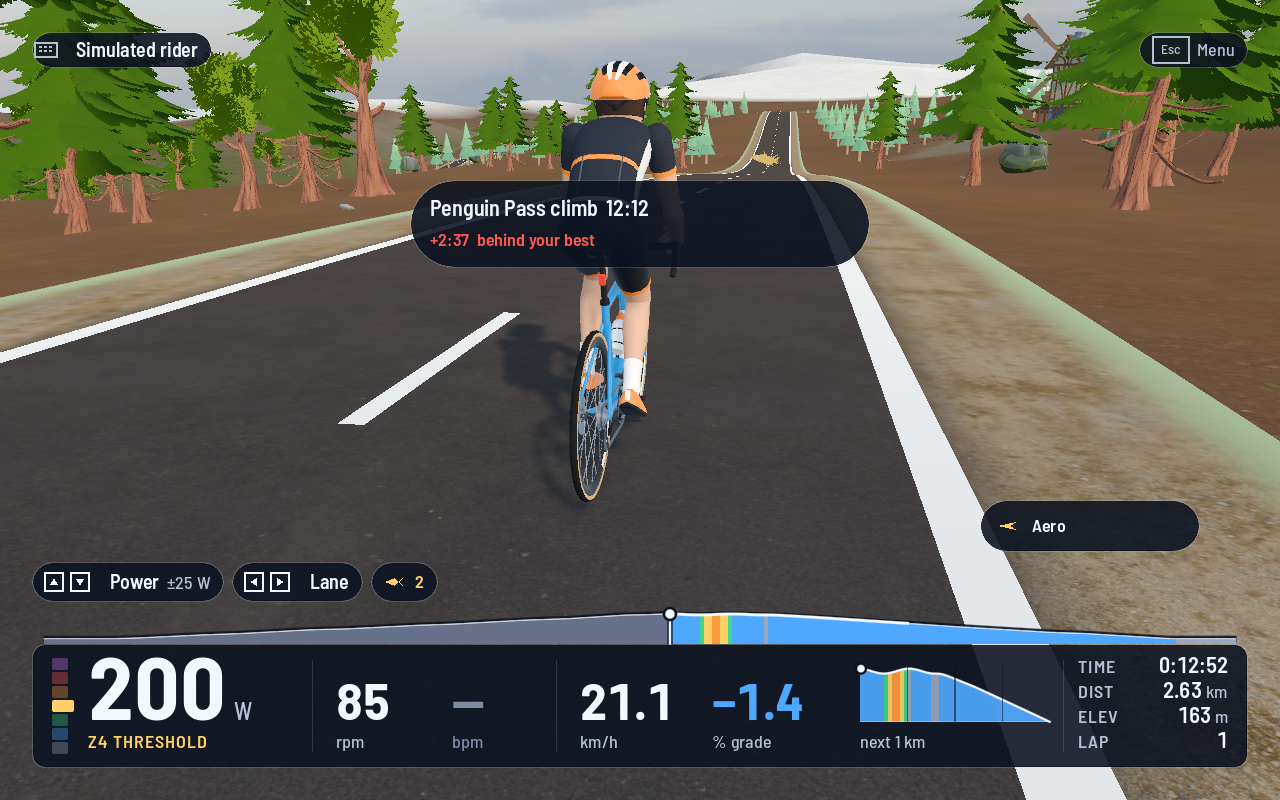 Simulated rider
Esc Menu
Penguin Pass climb 12:12
+2:37 behind your best
Aero
Power ±25 W
Lane
2
200 W
Z4 THRESHOLD
85
rpm
–
bpm
21.1
km/h
−1.4
% grade
next 1 km
TIME 0:12:52
DIST 2.63 km
ELEV 163 m
LAP 1